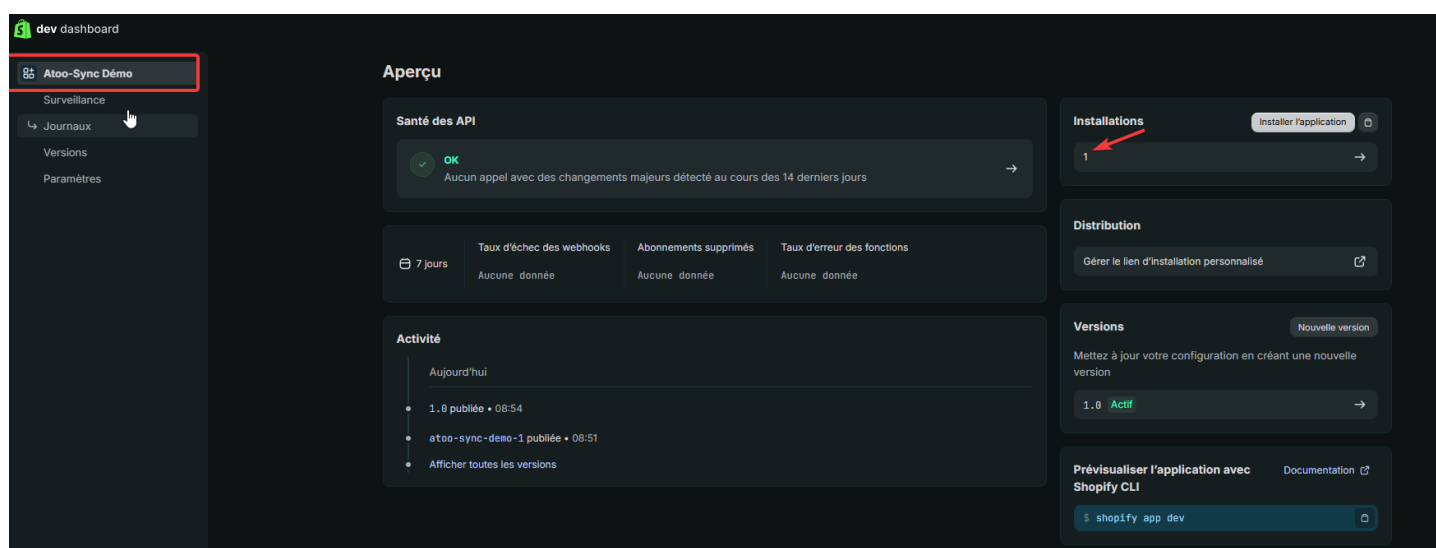 dev dashboard
Atoo-Sync Démo
Surveillance
Journaux
Versions
Paramètres
Aperçu
Santé des API
OK
Aucun appel avec des changements majeurs détecté au cours des 14 derniers jours
7 jours
Taux d'échec des webhooks
Aucune donnée
Abonnements supprimés
Aucune donnée
Taux d'erreur des fonctions
Aucune donnée
Activité
Aujourd'hui
1.0 publiée • 08:54
atoo-sync-demo-1 publiée • 08:51
Afficher toutes les versions
Installations
Installer l'application
1
Distribution
Gérer le lien d'installation personnalisé
Versions
Nouvelle version
Mettez à jour votre configuration en créant une nouvelle
version
1.0 Actif
Prévisualiser l'application avec
Shopify CLI
Documentation
$ shopify app dev